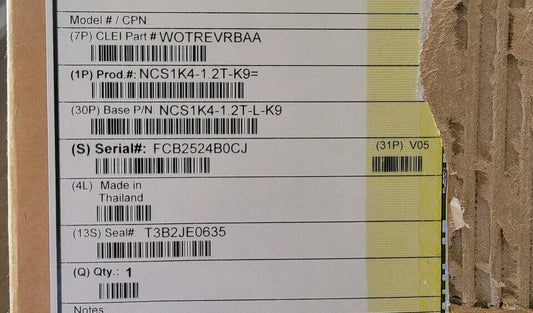 Model # / CPN
(7P) CLEI Part # WOTREVRBAA
(1P) Prod.#: NCS1K4-1.2T-K9=
(30P) Base P/N: NCS1K4-1.2T-L-K9
(S) Serial#: FCB2524B0CJ
(31P) V05
(4L) Made in
Thailand
(13S) Seal#: T3B2JE0635
(Q) Qty.: 1
Notes: